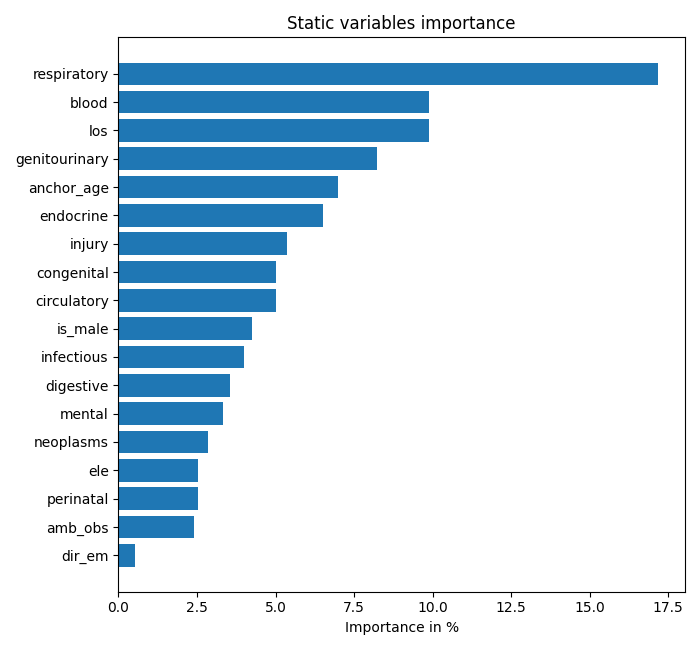 Static variables importance
respiratory
blood
los
genitourinary
anchor_age
endocrine
injury
congenital
circulatory
is_male
infectious
digestive
mental
neoplasms
ele
perinatal
amb_obs
dir_em
0.0 2.5 5.0 7.5 10.0 12.5 15.0 17.5
Importance in %